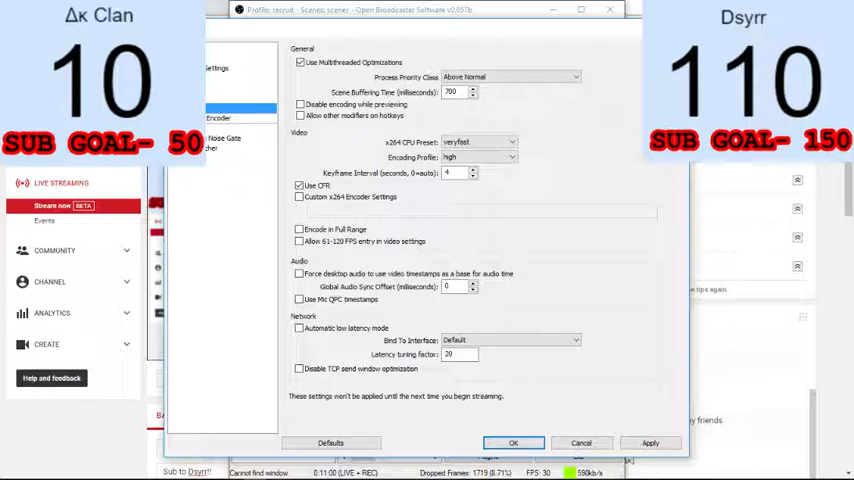 Profile: recruit - Scenes: scenes - Open Broadcaster Software v0.657b
Δκ Clan
10
SUB GOAL- 50
Dsyrr
110
SUB GOAL- 150
ettings
Encoder
Noise Gate
cher
General
Use Multithreaded Optimizations
Process Priority Class Above Normal
Scene Buffering Time (miliseconds): 700
Disable encoding while previewing
Allow other modifiers on hotkeys
Video
x264 CPU Preset: veryfast
Encoding Profile: high
Keyframe Interval (seconds, 0=auto) 4
Use CFR
Custom x264 Encoder Settings
Encode in Full Range
Allow 61-120 FPS entry in video settings
Audio
Force desktop audio to use video timestamps as a base for audio time
Global Audio Sync Offset (miliseconds): 0
Use Mic QPC timestamps
Network
Automatic low latency mode
Bind To Interface: Default
Latency tuning factor: 20
Disable TCP send window optimization
These settings won't be applied until the next time you begin streaming.
Defaults
OK
Cancel
Apply
LIVE STREAMING
Stream now BETA
Events
COMMUNITY
CHANNEL
ANALYTICS
CREATE
Help and feedback
BA
Sub to Dsyrr!!
e tips again
y friends
Cannot find window 0:11:00 (LIVE + REC) Dropped Frames: 1719 (8.71%) FPS: 30 590kb/s